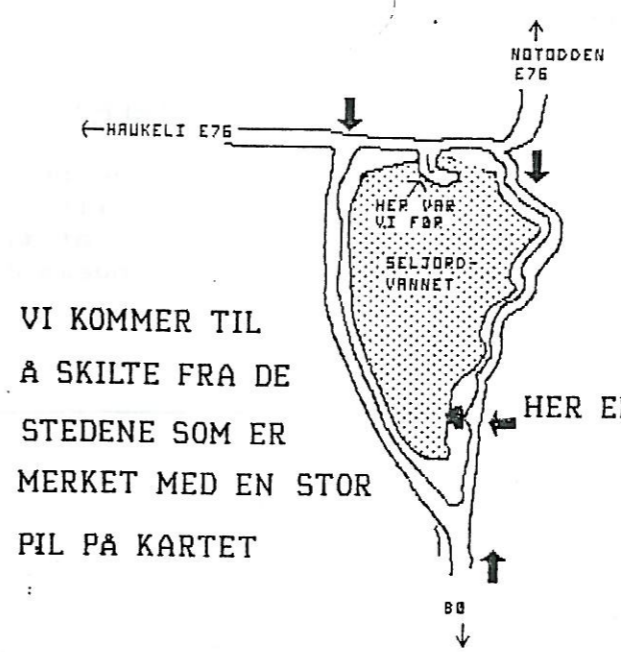 NOTODDEN
E76
←HAUKELI E76
HER VAR
VI FØR
SELJORD-
VANNET
VI KOMMER TIL
Å SKILTE FRA DE
STEDENE SOM ER
MERKET MED EN STOR
PIL PÅ KARTET
HER
BØ